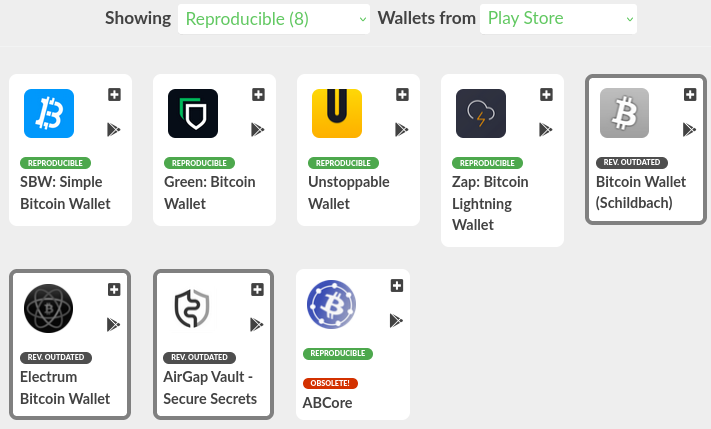 Showing Reproducible (8) Wallets from Play Store
REPRODUCIBLE
SBW: Simple
Bitcoin Wallet
REPRODUCIBLE
Green: Bitcoin
Wallet
REPRODUCIBLE
Unstoppable
Wallet
REPRODUCIBLE
Zap: Bitcoin
Lightning
Wallet
REV. OUTDATED
Bitcoin Wallet
(Schildbach)
REV. OUTDATED
Electrum
Bitcoin Wallet
REV. OUTDATED
AirGap Vault -
Secure Secrets
REPRODUCIBLE
OBSOLETE!
ABCore